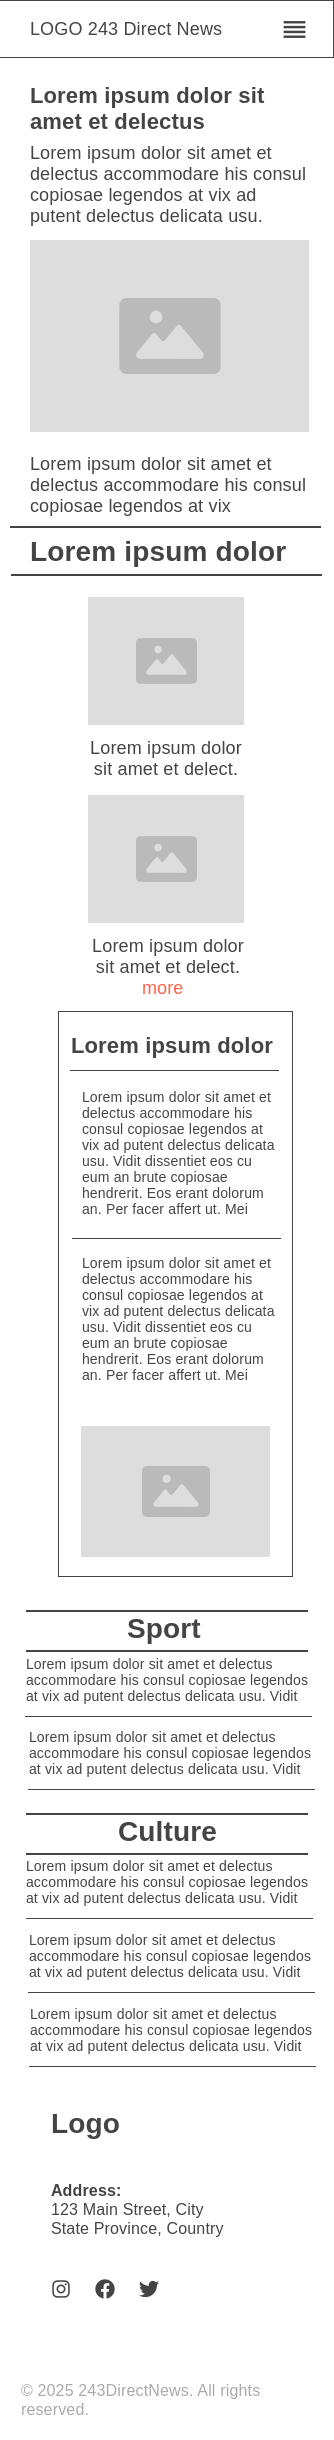 LOGO 243 Direct News
Lorem ipsum dolor sit
amet et delectus
Lorem ipsum dolor sit amet et
delectus accommodare his consul
copiosae legendos at vix ad
putent delectus delicata usu.
Lorem ipsum dolor sit amet et
delectus accommodare his consul
copiosae legendos at vix
Lorem ipsum dolor
Lorem ipsum dolor
sit amet et delect.
Lorem ipsum dolor
sit amet et delect.
more
Lorem ipsum dolor
Lorem ipsum dolor sit amet et
delectus accommodare his
consul copiosae legendos at
vix ad putent delectus delicata
usu. Vidit dissentiet eos cu
eum an brute copiosae
hendrerit. Eos erant dolorum
an. Per facer affert ut. Mei
Lorem ipsum dolor sit amet et
delectus accommodare his
consul copiosae legendos at
vix ad putent delectus delicata
usu. Vidit dissentiet eos cu
eum an brute copiosae
hendrerit. Eos erant dolorum
an. Per facer affert ut. Mei
Sport
Lorem ipsum dolor sit amet et delectus
accommodare his consul copiosae legendos
at vix ad putent delectus delicata usu. Vidit
Lorem ipsum dolor sit amet et delectus
accommodare his consul copiosae legendos
at vix ad putent delectus delicata usu. Vidit
Culture
Lorem ipsum dolor sit amet et delectus
accommodare his consul copiosae legendos
at vix ad putent delectus delicata usu. Vidit
Lorem ipsum dolor sit amet et delectus
accommodare his consul copiosae legendos
at vix ad putent delectus delicata usu. Vidit
Lorem ipsum dolor sit amet et delectus
accommodare his consul copiosae legendos
at vix ad putent delectus delicata usu. Vidit
Logo
Address:
123 Main Street, City
State Province, Country
© 2025 243DirectNews. All rights
reserved.